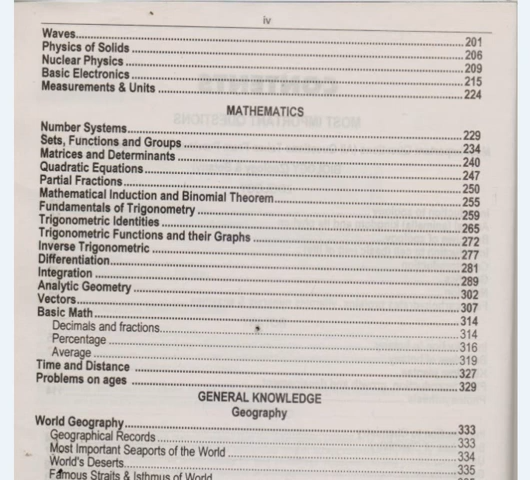 iv
Waves 201
Physics of Solids 206
Nuclear Physics 209
Basic Electronics 215
Measurements & Units 224
MATHEMATICS
Number Systems 229
Sets, Functions and Groups 234
Matrices and Determinants 240
Quadratic Equations 247
Partial Fractions 250
Mathematical Induction and Binomial Theorem 255
Fundamentals of Trigonometry 259
Trigonometric Identities 265
Trigonometric Functions and their Graphs 272
Inverse Trigonometric 277
Differentiation 281
Integration 289
Analytic Geometry 302
Vectors 307
Basic Math 314
Decimals and fractions 314
Percentage 316
Average 319
Time and Distance 327
Problems on ages 329
GENERAL KNOWLEDGE
Geography
World Geography 333
Geographical Records 333
Most Important Seaports of the World 334
World's Deserts 335
Famous Straits & Isthmus of World